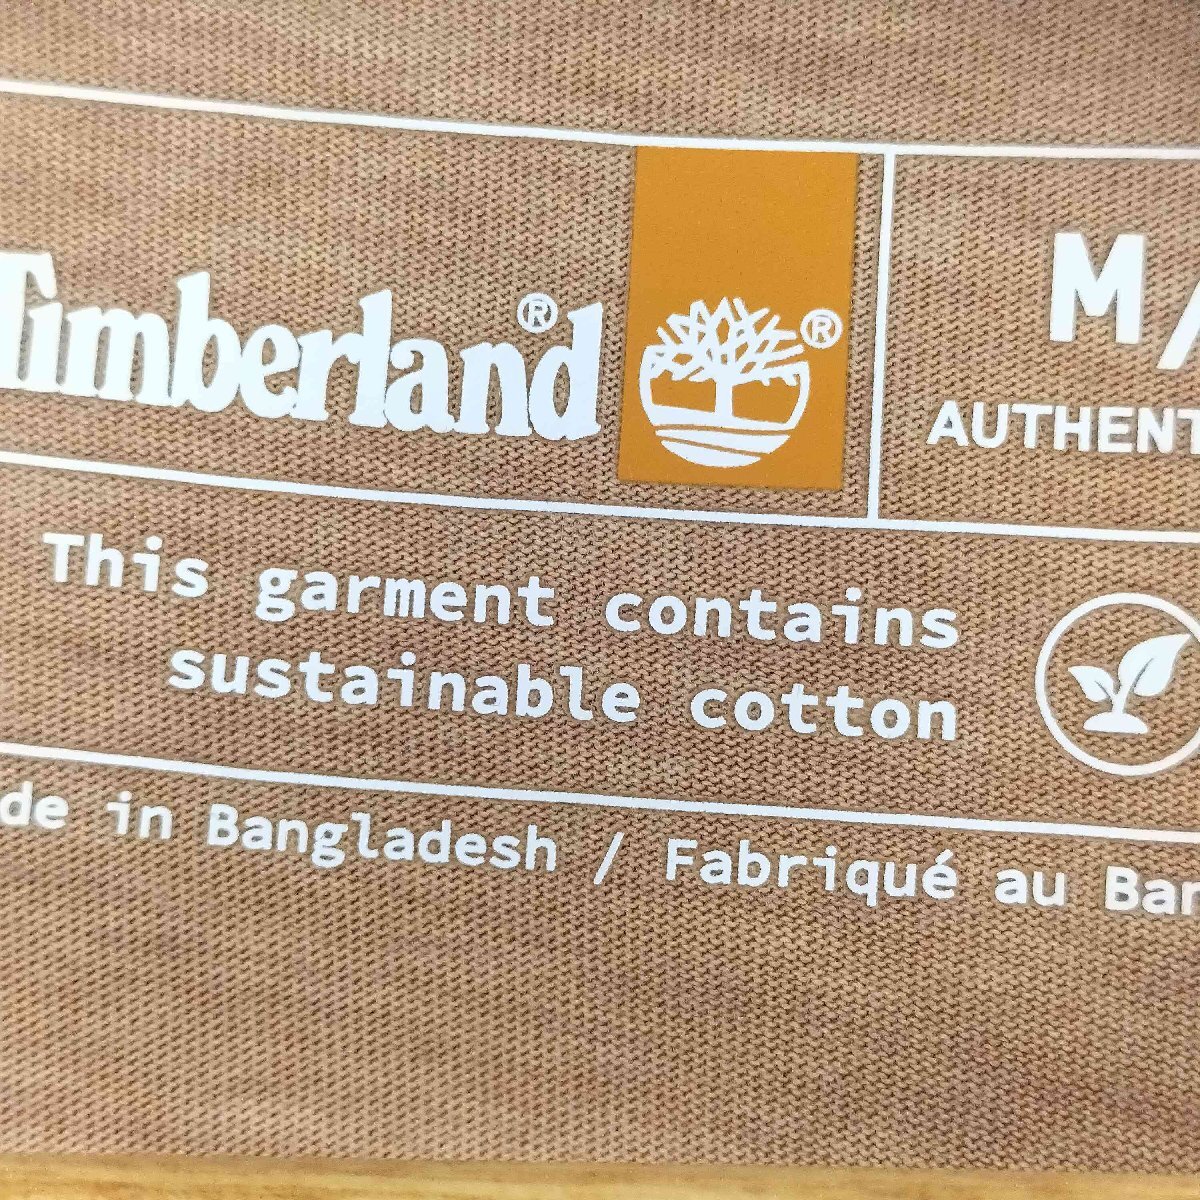 Timberland®
®
M/
AUTHENT
This garment contains
sustainable cotton
de in Bangladesh / Fabriqué au Ban